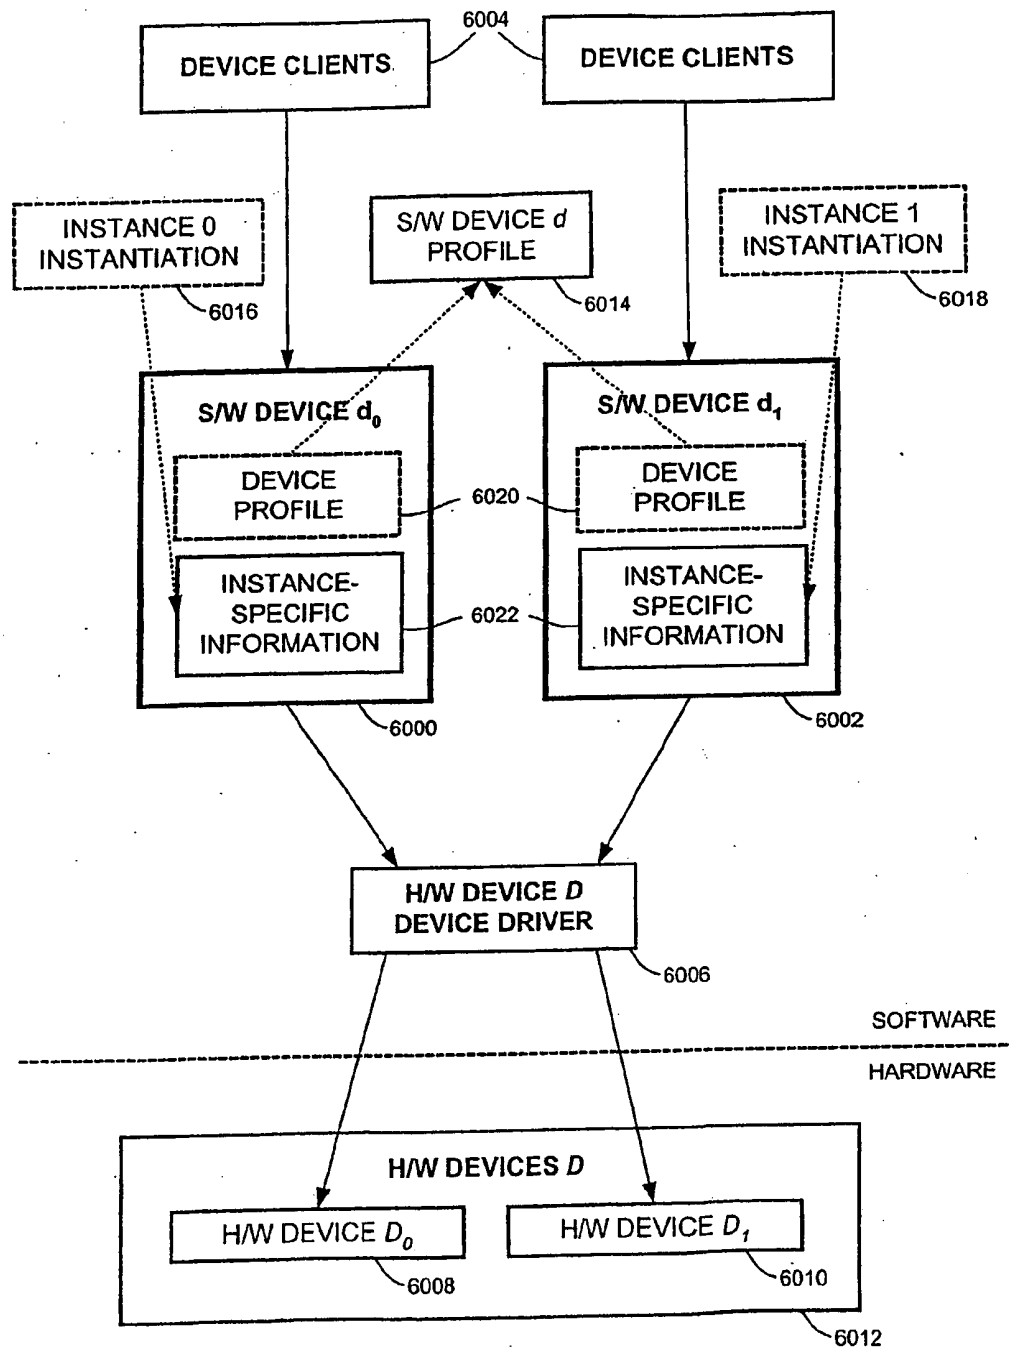 6004
DEVICE CLIENTS
DEVICE CLIENTS
INSTANCE 0
INSTANTIATION
6016
S/W DEVICE d
PROFILE
6014
INSTANCE 1
INSTANTIATION
6018
S/W DEVICE d0
DEVICE
PROFILE
6020
INSTANCE-
SPECIFIC
INFORMATION
6022
6000
S/W DEVICE d1
DEVICE
PROFILE
INSTANCE-
SPECIFIC
INFORMATION
6002
H/W DEVICE D
DEVICE DRIVER
6006
SOFTWARE
HARDWARE
H/W DEVICES D
H/W DEVICE D0
6008
H/W DEVICE D1
6010
6012